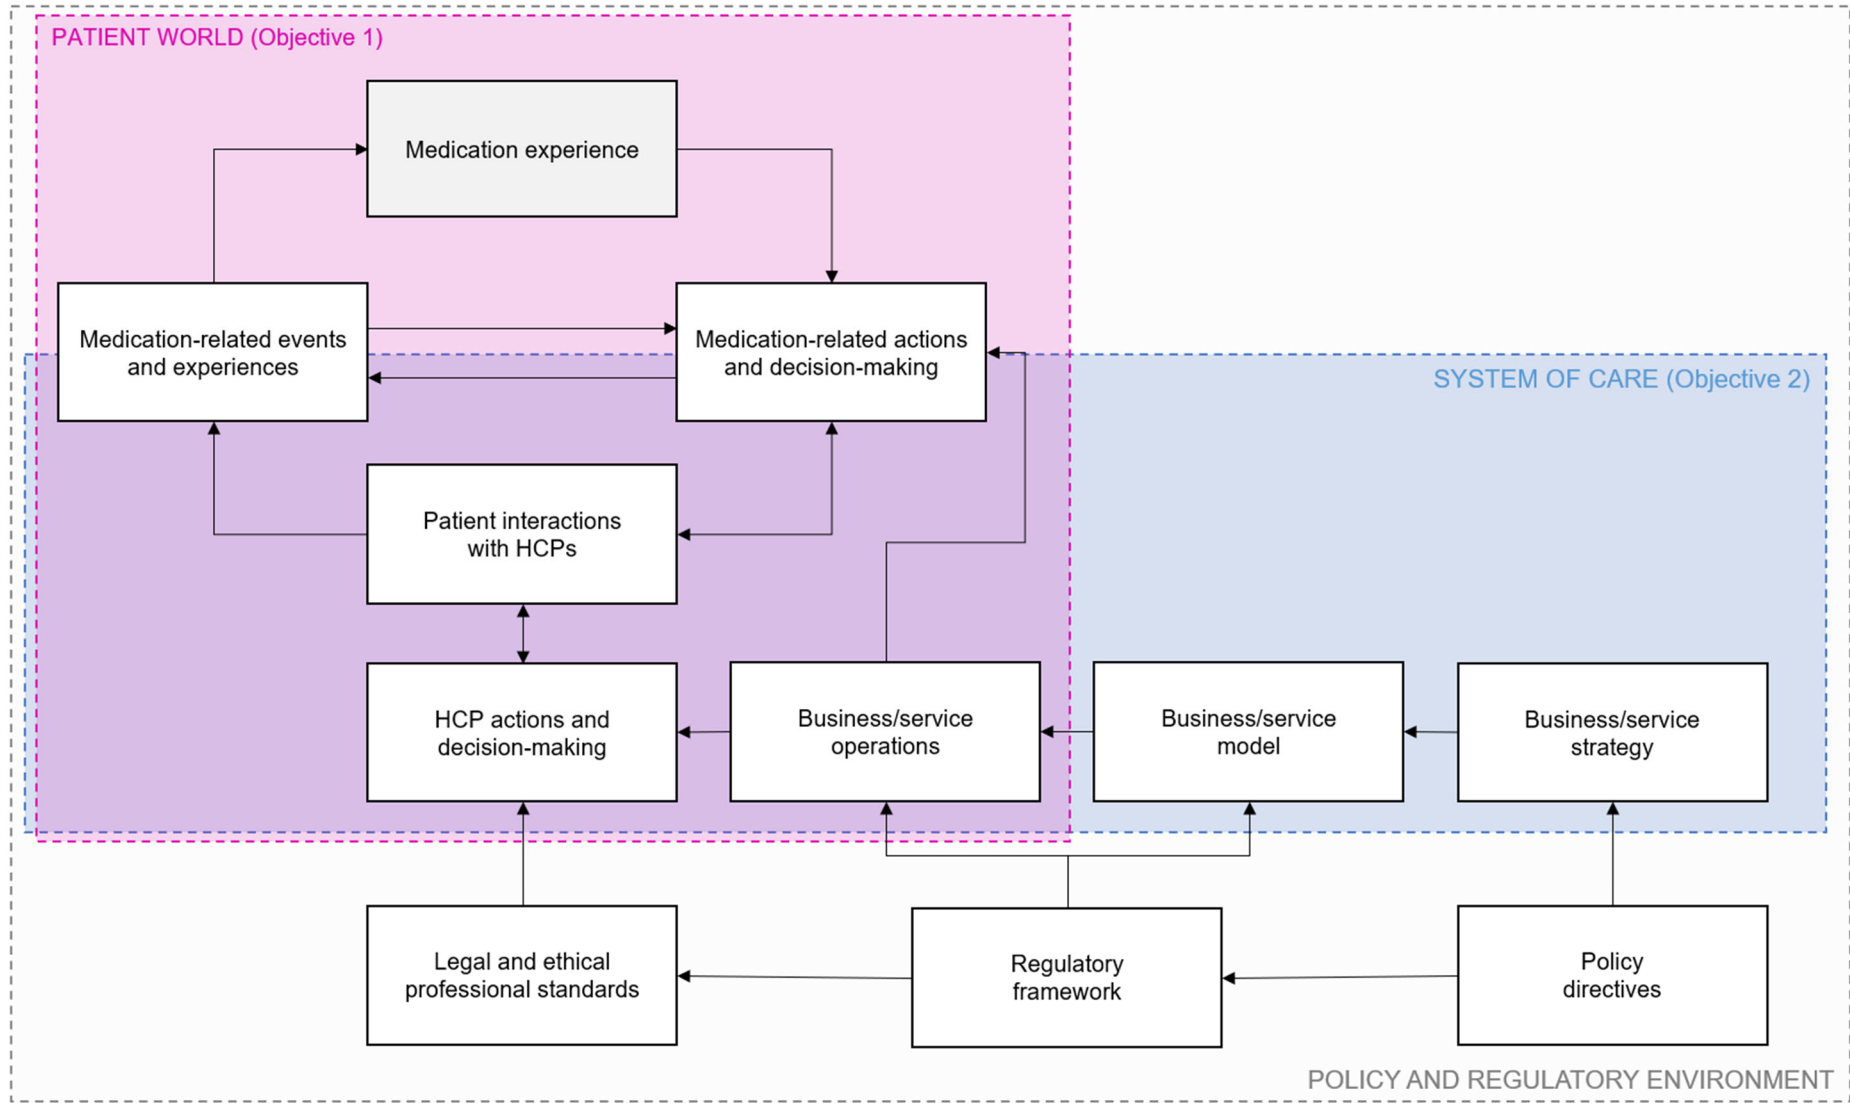 PATIENT WORLD (Objective 1)
Medication experience
Medication-related events
and experiences
Medication-related actions
and decision-making
SYSTEM OF CARE (Objective 2)
Patient interactions
with HCPs
HCP actions and
decision-making
Business/service
operations
Business/service
model
Business/service
strategy
Legal and ethical
professional standards
Regulatory
framework
Policy
directives
POLICY AND REGULATORY ENVIRONMENT